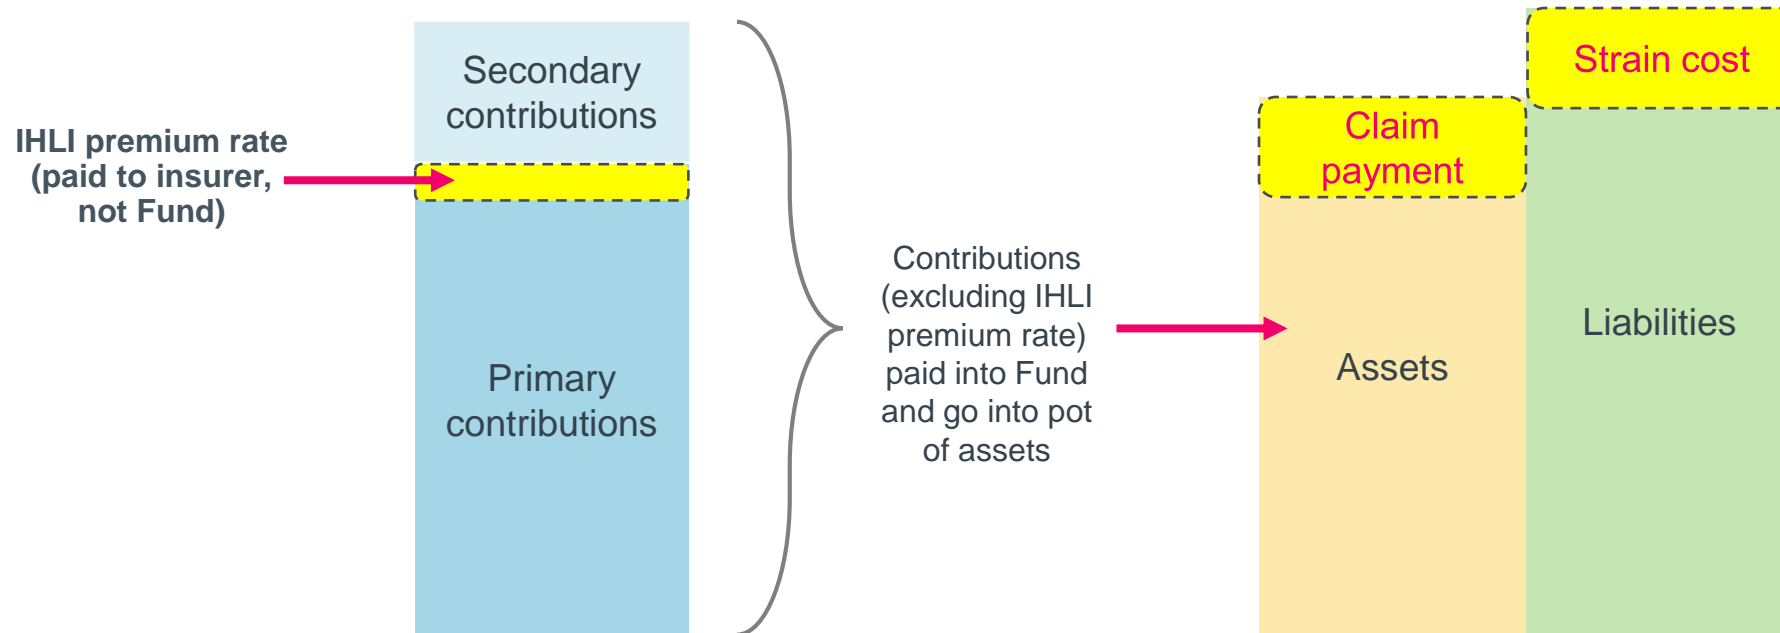 Secondary
contributions
IHLI premium rate
(paid to insurer,
not Fund)
Primary
contributions
Contributions
(excluding IHLI
premium rate)
paid into Fund
and go into pot
of assets
Claim
payment
Assets
Strain cost
Liabilities